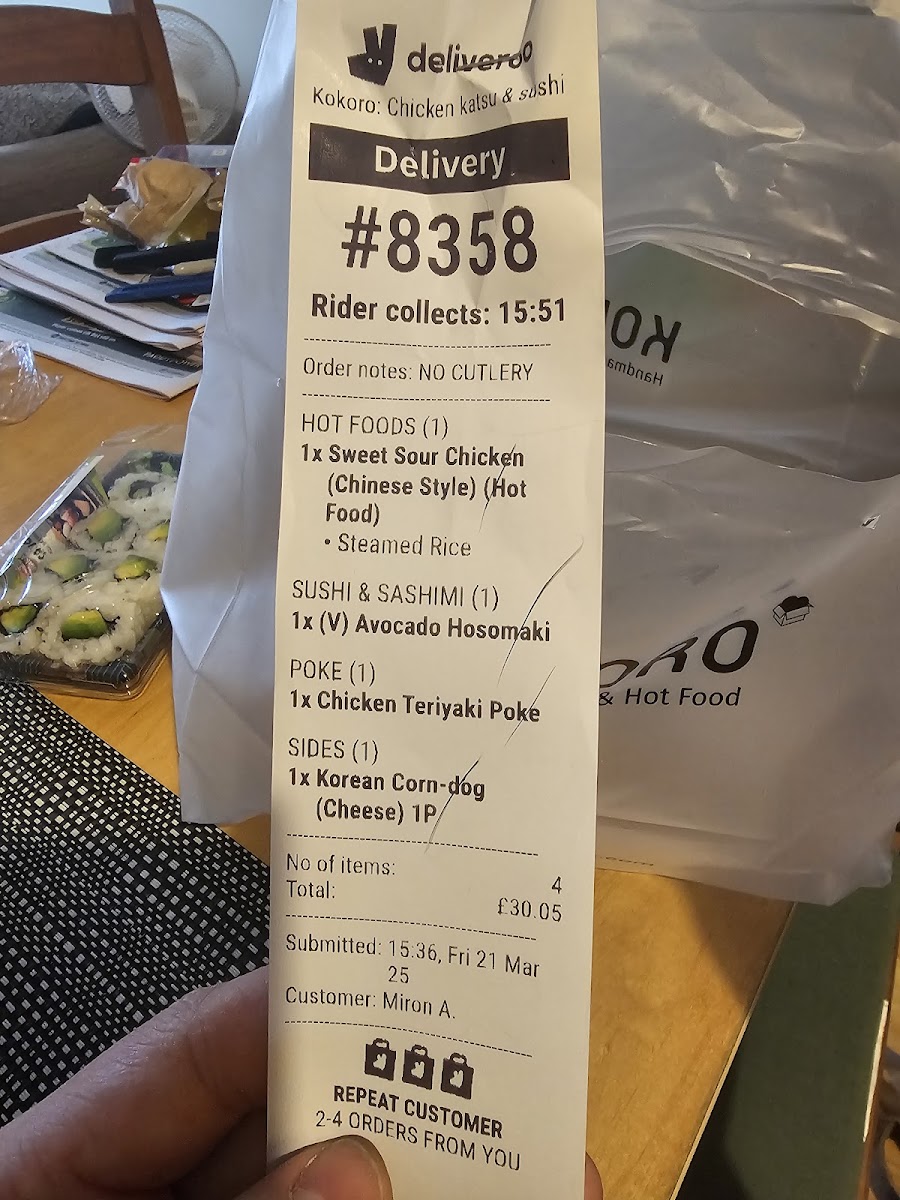 deliveroo
Kokoro: Chicken katsu & sushi
Delivery
#8358
Rider collects: 15:51
Order notes: NO CUTLERY
HOT FOODS (1)
1x Sweet Sour Chicken
(Chinese Style) (Hot
Food)
• Steamed Rice
SUSHI & SASHIMI (1)
1x (V) Avocado Hosomaki
POKE (1)
1x Chicken Teriyaki Poke
SIDES (1)
1x Korean Corn-dog
(Cheese) 1P
No of items: 4
Total: £30.05
Submitted: 15:36, Fri 21 Mar
25
Customer: Miron A.
REPEAT CUSTOMER
2-4 ORDERS FROM YOU
& Hot Food